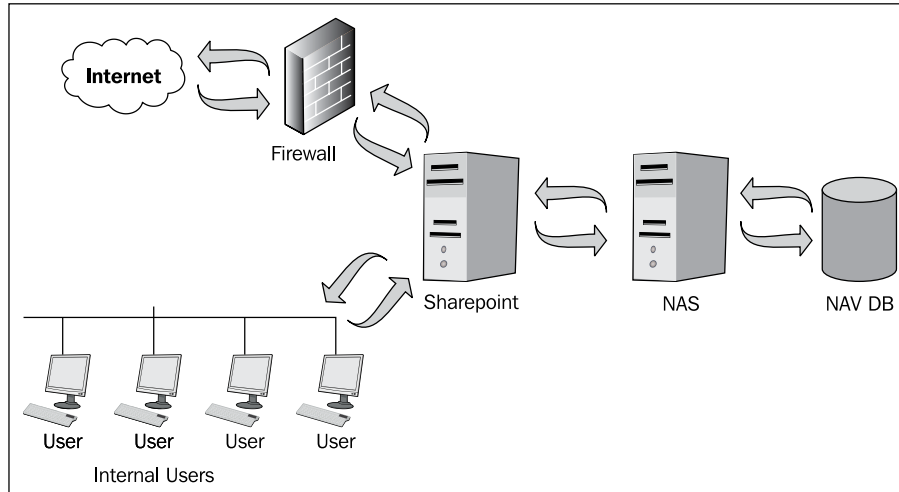 Internet
Firewall
Sharepoint
NAS
NAV DB
User
User
User
User
Internal Users